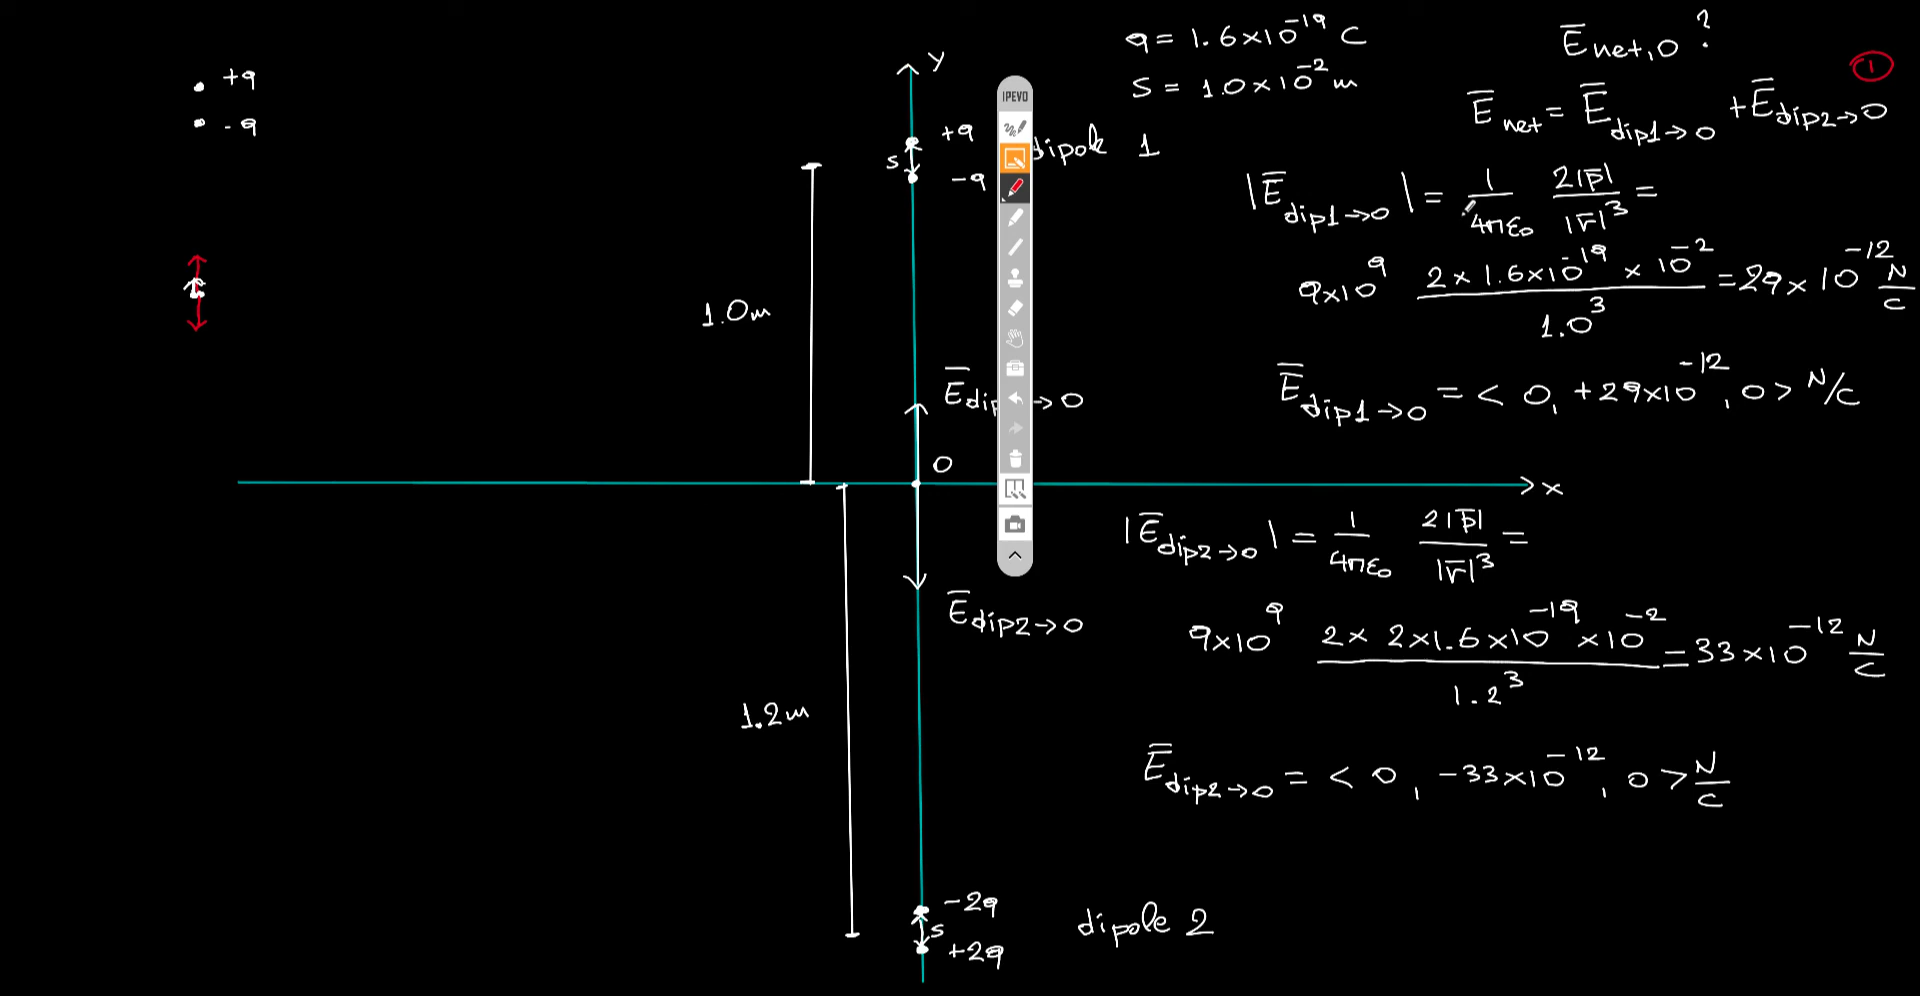 +q
-q
y
+q
s
-q
dipole 1
1.0m
E̅dip →0
0
x
E̅dip2→0
1.2m
-2q
s
+2q
dipole 2
q = 1.6×10⁻¹⁹ C
s = 1.0×10⁻² m
E̅net,0 ?
1
E̅net = E̅dip1→0 + E̅dip2→0
|E̅dip1→0| = 1/4πε₀ 2|p̅|/|r̅|³ =
9×10⁹ 2×1.6×10⁻¹⁹×10⁻²/1.0³ = 29×10⁻¹² N/C
E̅dip1→0 = < 0, +29×10⁻¹², 0 > N/C
|E̅dip2→0| = 1/4πε₀ 2|p̅|/|r̅|³ =
9×10⁹ 2×2×1.6×10⁻¹⁹×10⁻²/1.2³ = 33×10⁻¹² N/C
E̅dip2→0 = < 0, -33×10⁻¹², 0 > N/C
IPEVO